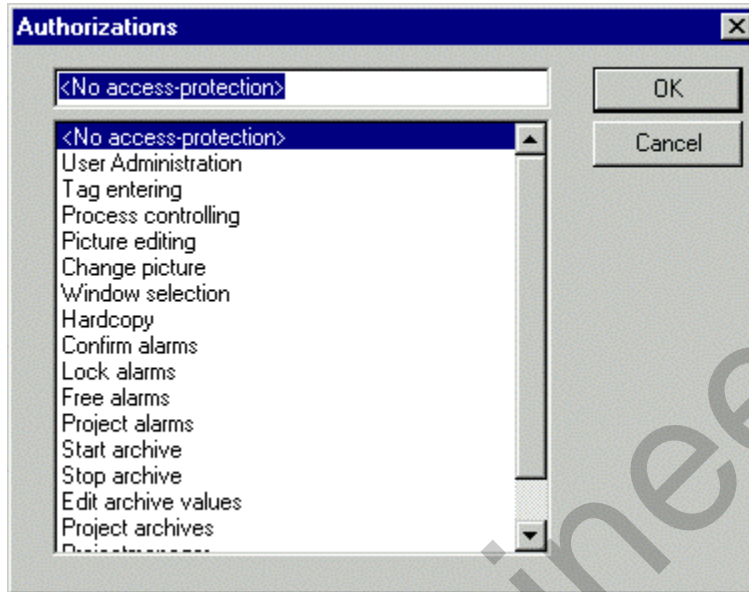 Authorizations
<No access-protection>
OK
<No access-protection>
Cancel
User Administration
Tag entering
Process controlling
Picture editing
Change picture
Window selection
Hardcopy
Confirm alarms
Lock alarms
Free alarms
Project alarms
Start archive
Stop archive
Edit archive values
Project archives